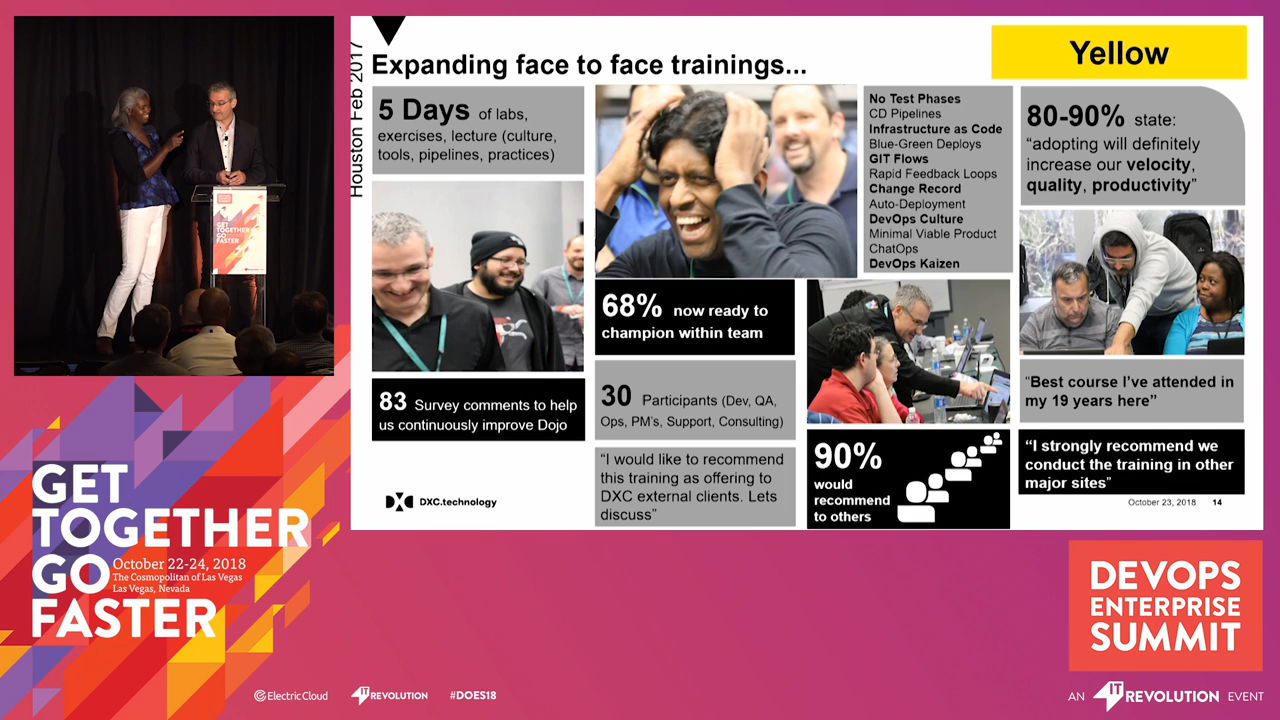 Houston Feb 2017
Expanding face to face trainings...
Yellow
5 Days of labs,
exercises, lecture (culture,
tools, pipelines, practices)
No Test Phases
CD Pipelines
Infrastructure as Code
Blue-Green Deploys
GIT Flows
Rapid Feedback Loops
Change Record
Auto-Deployment
DevOps Culture
Minimal Viable Product
ChatOps
DevOps Kaizen
80-90% state:
“adopting will definitely
increase our velocity,
quality, productivity”
68% now ready to
champion within team
83 Survey comments to help
us continuously improve Dojo
30 Participants (Dev, QA,
Ops, PM's, Support, Consulting)
“I would like to recommend
this training as offering to
DXC external clients. Lets
discuss”
90%
would
recommend
to others
“Best course I've attended in
my 19 years here”
“I strongly recommend we
conduct the training in other
major sites”
DXC.technology
October 23, 2018 14
GET
TOGETHER
GO
FASTER
GET
TOGETHER
GO
FASTER
October 22-24, 2018
The Cosmopolitan of Las Vegas
Las Vegas, Nevada
DEVOPS
ENTERPRISE
SUMMIT
Electric Cloud
IT REVOLUTION
#DOES18
AN IT REVOLUTION EVENT